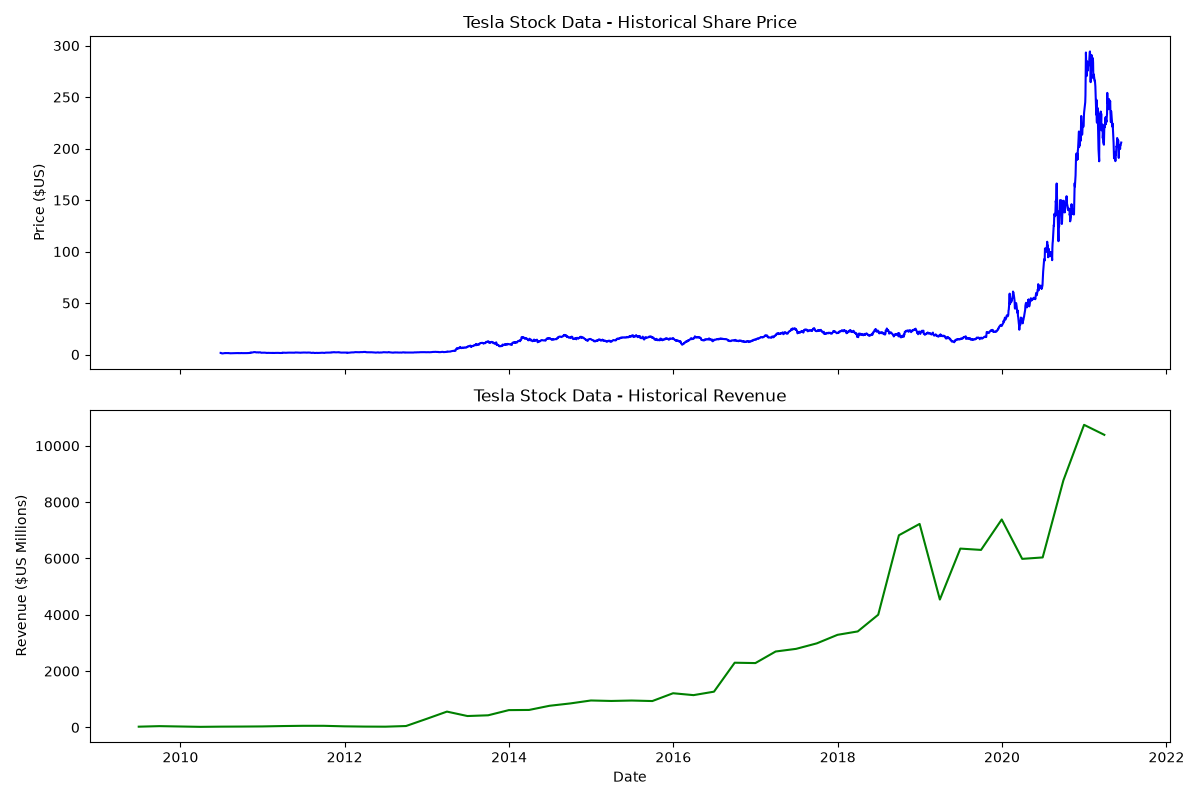 Tesla Stock Data - Historical Share Price
300
250
200
150
100
50
0
Price ($US)
Tesla Stock Data - Historical Revenue
10000
8000
6000
4000
2000
0
Revenue ($US Millions)
2010 2012 2014 2016 2018 2020 2022
Date